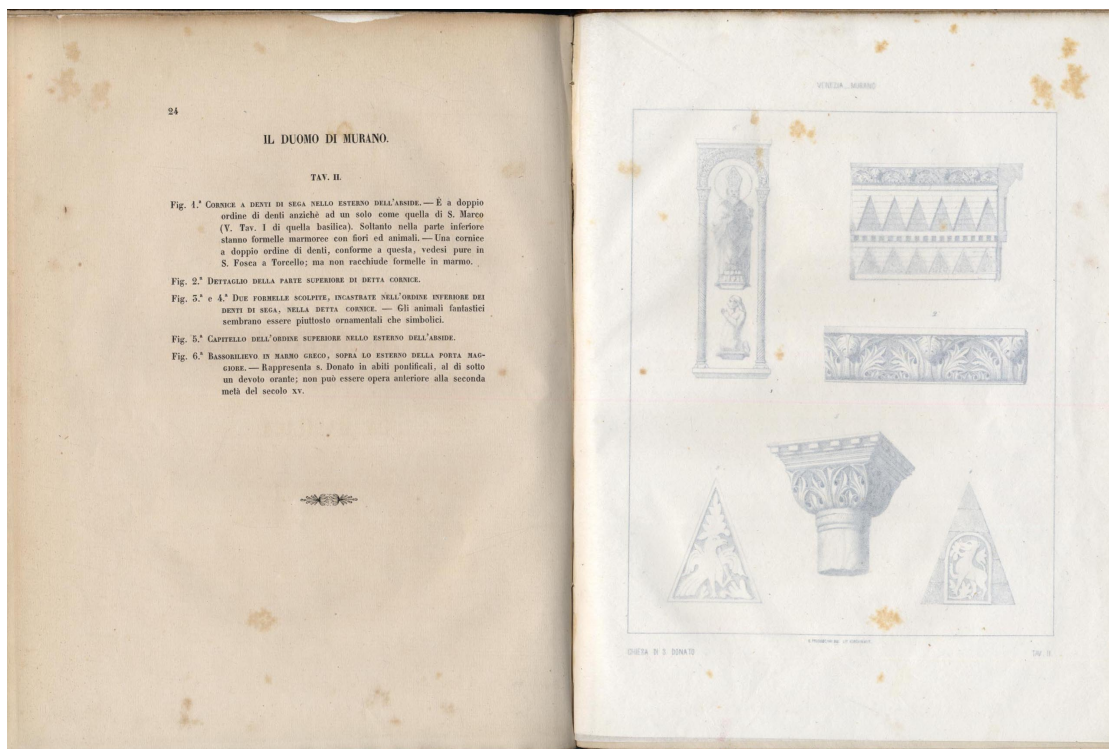 24
IL DUOMO DI MURANO.
TAV. II.
Fig. 1.ª CORNICE A DENTI DI SEGA NELLO ESTERNO DELL'ABSIDE. — È a doppio
ordine di denti anzichè ad un solo come quella di S. Marco
(V. Tav. I di quella basilica). Soltanto nella parte inferiore
stanno formelle marmoree con fiori ed animali. — Una cornice
a doppio ordine di denti, conforme a questa, vedesi pure in
S. Fosca a Torcello; ma non racchiude formelle in marmo.
Fig. 2.ª DETTAGLIO DELLA PARTE SUPERIORE DI DETTA CORNICE.
Fig. 3.ª e 4.ª DUE FORMELLE SCOLPITE, INCASTRATE NELL'ORDINE INFERIORE DEI
DENTI DI SEGA, NELLA DETTA CORNICE. — Gli animali fantastici
sembrano essere piuttosto ornamentali che simbolici.
Fig. 5.ª CAPITELLO DELL'ORDINE SUPERIORE NELLO ESTERNO DELL'ABSIDE.
Fig. 6.ª BASSORILIEVO IN MARMO GRECO, SOPRA LO ESTERNO DELLA PORTA MAG-
GIORE. — Rappresenta s. Donato in abiti pontificali, al di sotto
un devoto orante; non può essere opera anteriore alla seconda
metà del secolo XV.
VENEZIA _ MURANO
CHIESA DI S. DONATO
TAV. II